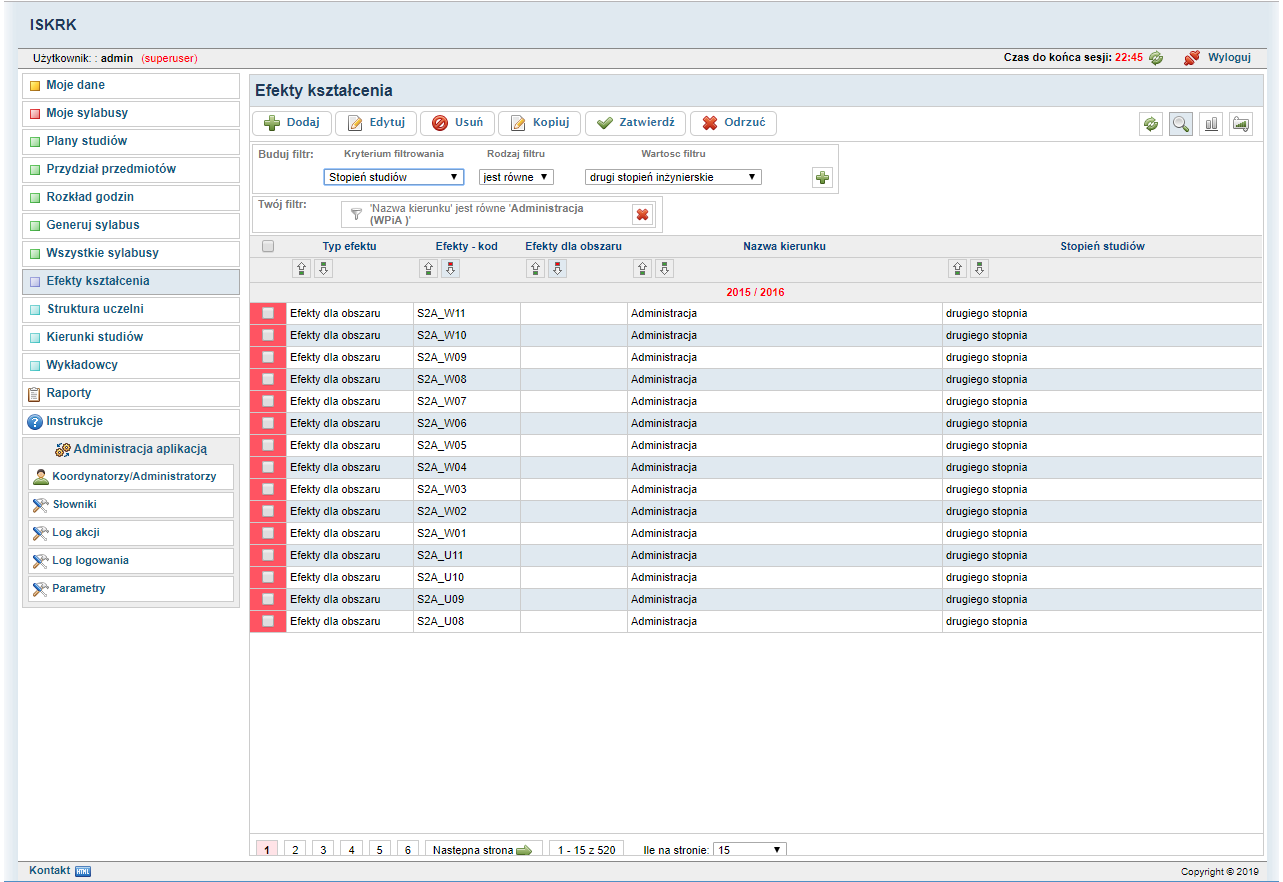 ISKRK
Użytkownik: : admin (superuser)
Czas do końca sesji: 22:45 Wyloguj
Moje dane
Moje sylabusy
Plany studiów
Przydział przedmiotów
Rozkład godzin
Generuj sylabus
Wszystkie sylabusy
Efekty kształcenia
Struktura uczelni
Kierunki studiów
Wykładowcy
Raporty
Instrukcje
Administracja aplikacją
Koordynatorzy/Administratorzy
Słowniki
Log akcji
Log logowania
Parametry
Efekty kształcenia
Dodaj Edytuj Usuń Kopiuj Zatwierdź Odrzuć
Buduj filtr: Kryterium filtrowania Rodzaj filtru Wartosc filtru
Stopień studiów jest równe drugi stopień inżynierskie
Twój filtr: 'Nazwa kierunku' jest równe 'Administracja
(WPiA )'
Typ efektu Efekty - kod Efekty dla obszaru Nazwa kierunku Stopień studiów
2015 / 2016
Efekty dla obszaru S2A_W11 Administracja drugiego stopnia
Efekty dla obszaru S2A_W10 Administracja drugiego stopnia
Efekty dla obszaru S2A_W09 Administracja drugiego stopnia
Efekty dla obszaru S2A_W08 Administracja drugiego stopnia
Efekty dla obszaru S2A_W07 Administracja drugiego stopnia
Efekty dla obszaru S2A_W06 Administracja drugiego stopnia
Efekty dla obszaru S2A_W05 Administracja drugiego stopnia
Efekty dla obszaru S2A_W04 Administracja drugiego stopnia
Efekty dla obszaru S2A_W03 Administracja drugiego stopnia
Efekty dla obszaru S2A_W02 Administracja drugiego stopnia
Efekty dla obszaru S2A_W01 Administracja drugiego stopnia
Efekty dla obszaru S2A_U11 Administracja drugiego stopnia
Efekty dla obszaru S2A_U10 Administracja drugiego stopnia
Efekty dla obszaru S2A_U09 Administracja drugiego stopnia
Efekty dla obszaru S2A_U08 Administracja drugiego stopnia
1 2 3 4 5 6 Następna strona 1 - 15 z 520 Ile na stronie: 15
Kontakt HTML
Copyright © 2019